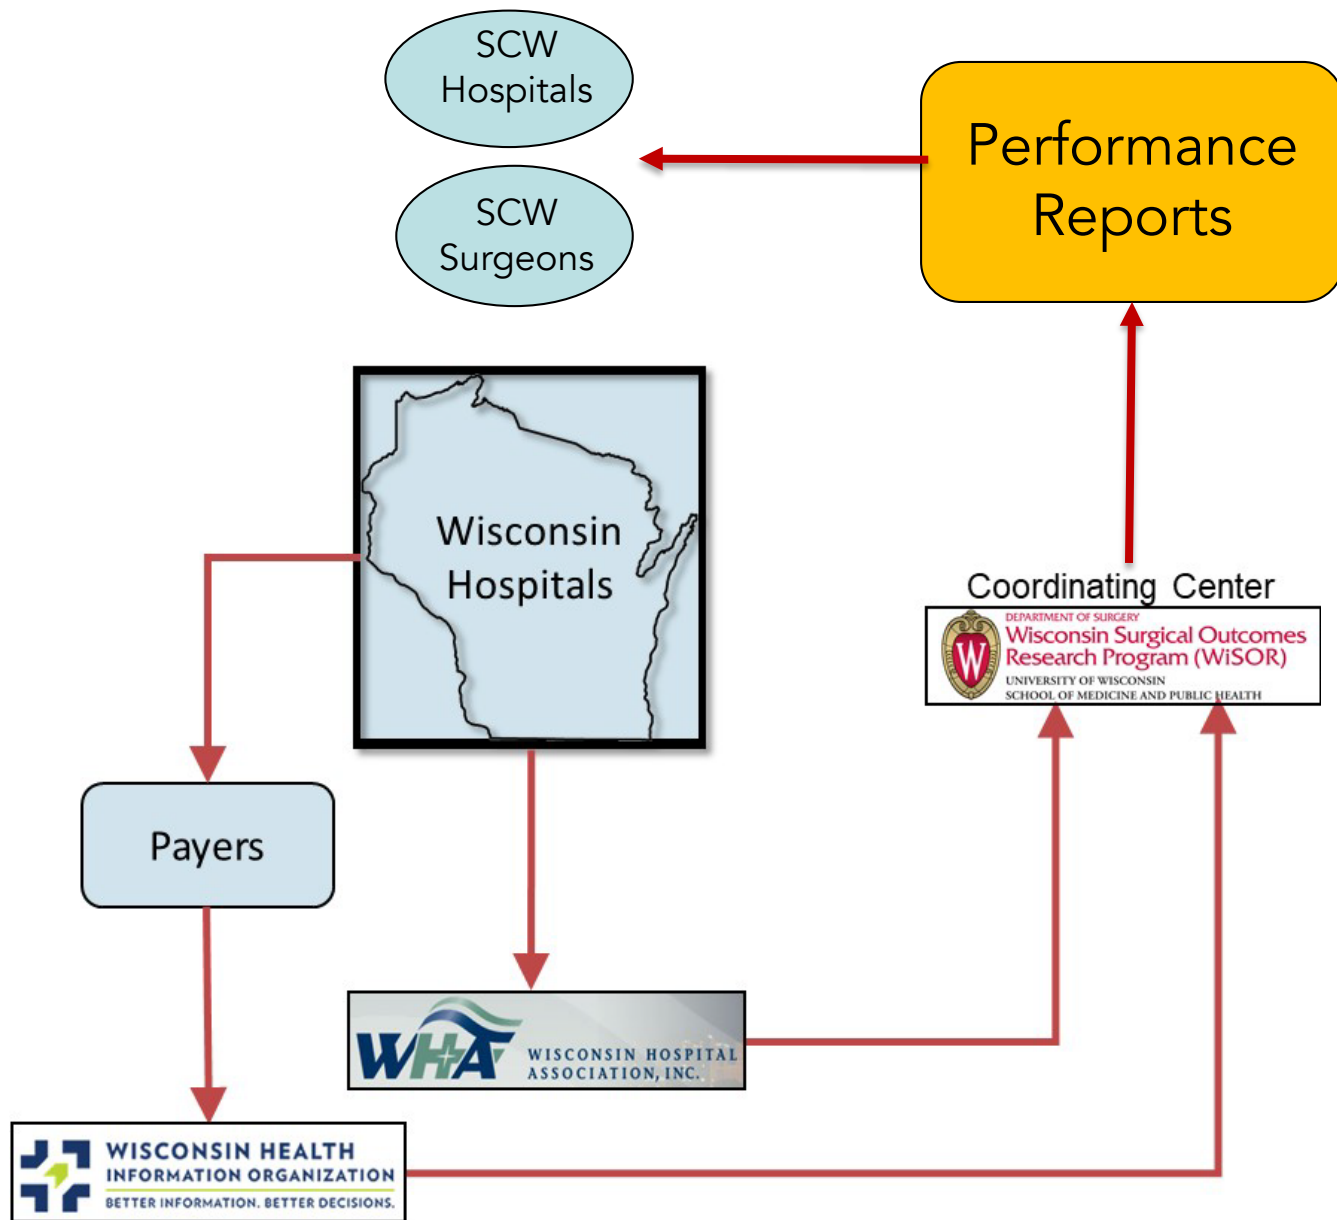 SCW
Hospitals
SCW
Surgeons
Performance
Reports
Wisconsin
Hospitals
Coordinating Center
DEPARTMENT OF SURGERY
Wisconsin Surgical Outcomes
Research Program (WiSOR)
UNIVERSITY OF WISCONSIN
SCHOOL OF MEDICINE AND PUBLIC HEALTH
W
Payers
WHA
WISCONSIN HOSPITAL
ASSOCIATION, INC.
WISCONSIN HEALTH
INFORMATION ORGANIZATION
BETTER INFORMATION. BETTER DECISIONS.